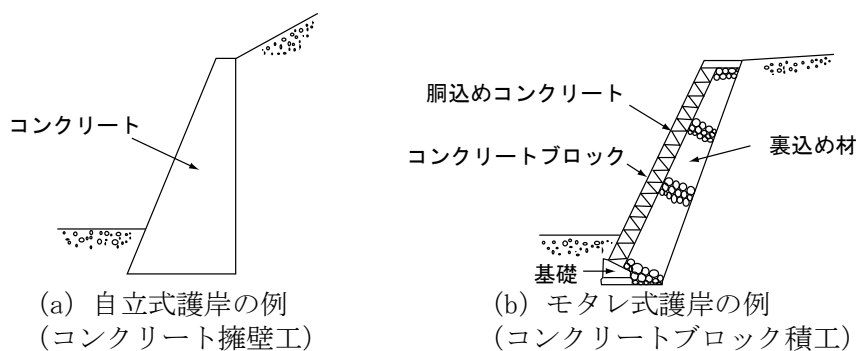 コンクリート
(a) 自立式護岸の例
(コンクリート擁壁工)
胴込めコンクリート
コンクリートブロック
裏込め材
基礎
(b) モタレ式護岸の例
(コンクリートブロック積工)